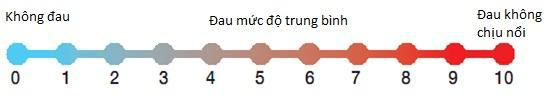 Không đau
Đau mức độ trung bình
Đau không
chịu nổi
0 1 2 3 4 5 6 7 8 9 10